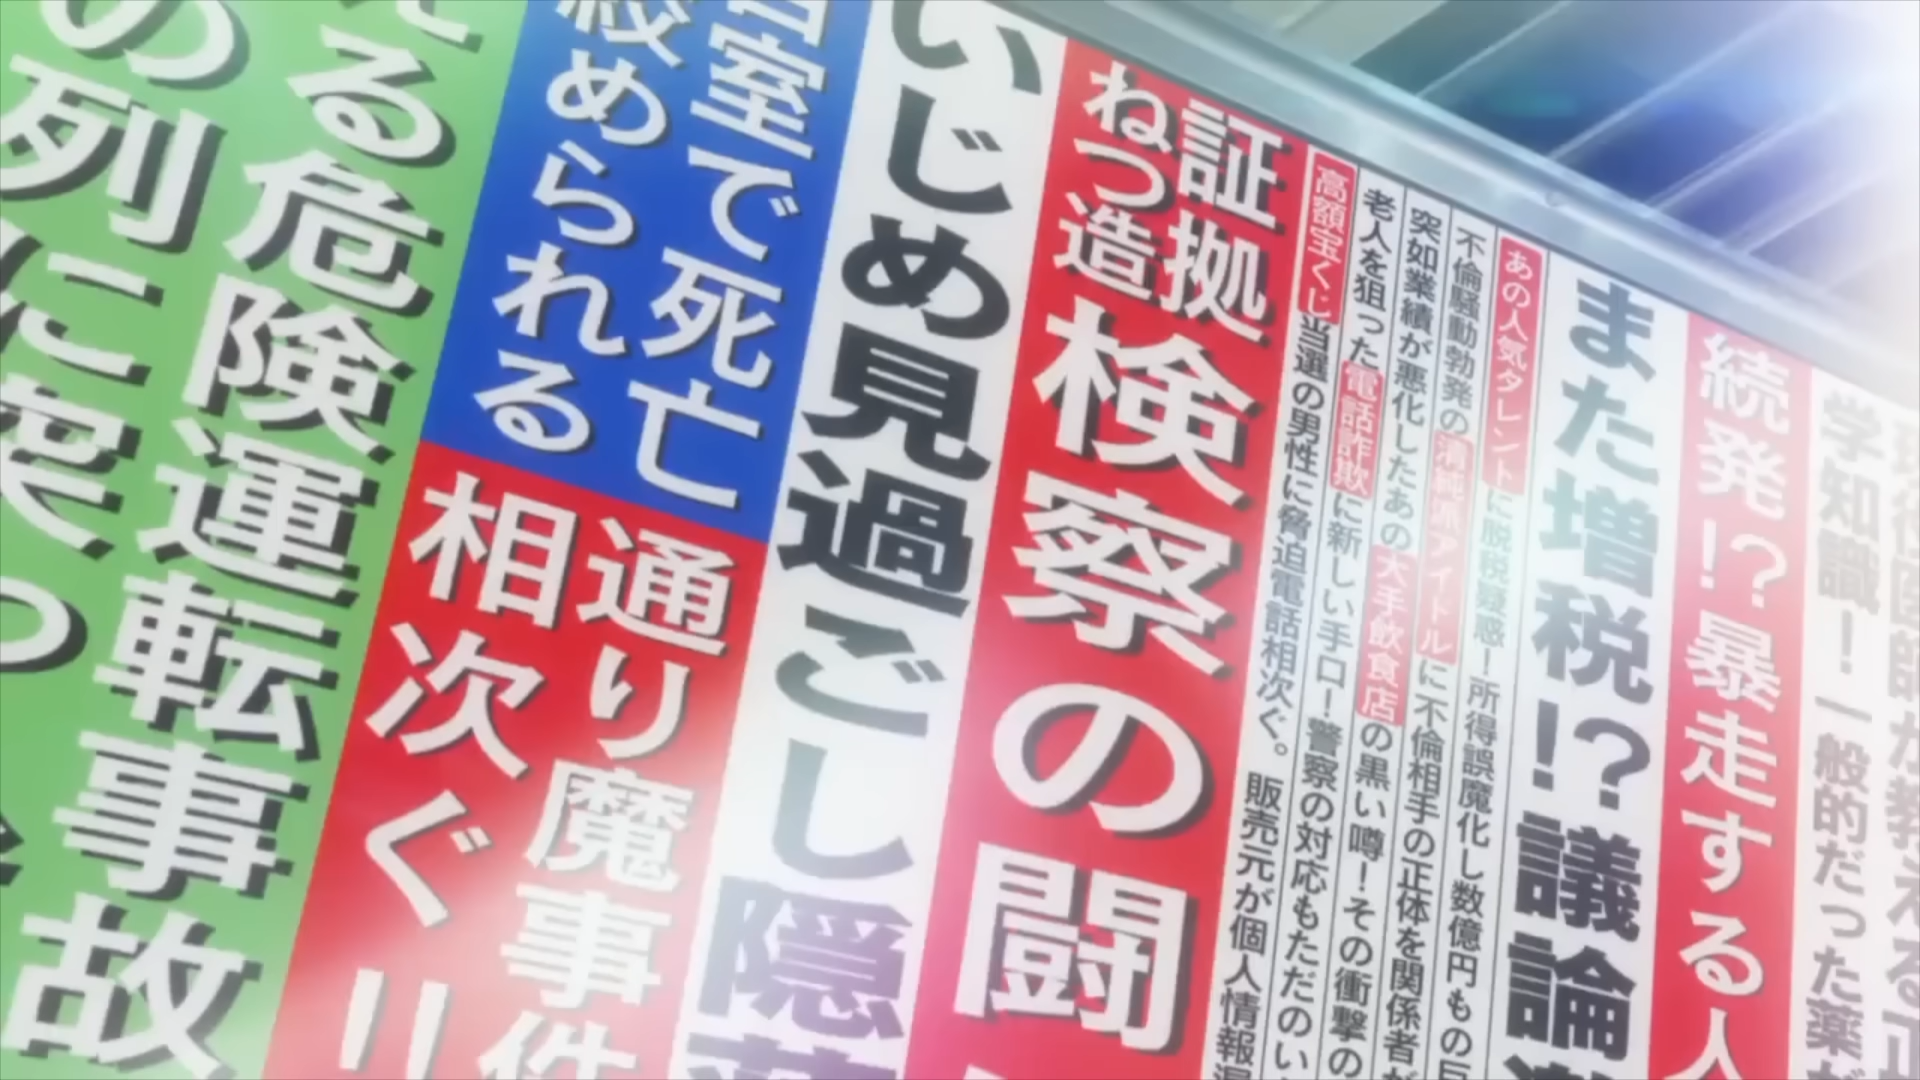 学知識！一般的だった薬が
続発!?暴走する人
また増税!?議論
あの人気タレントに脱税疑惑！所得誤魔化し数億円もの巨
不倫騒動勃発の清純派アイドルに不倫相手の正体を関係者が
突如業績が悪化したあの大手飲食店の黒い噂！その衝撃の
老人を狙った電話詐欺に新しい手口！警察の対応もただのい
高額宝くじ当選の男性に脅迫電話相次ぐ。販売元が個人情報漏
証拠
ねつ造
検察の闘
いじめ見過ごし隠
室で死亡
絞められる
通り魔事件
相次ぐ
える危険運転事故
の列に突っ